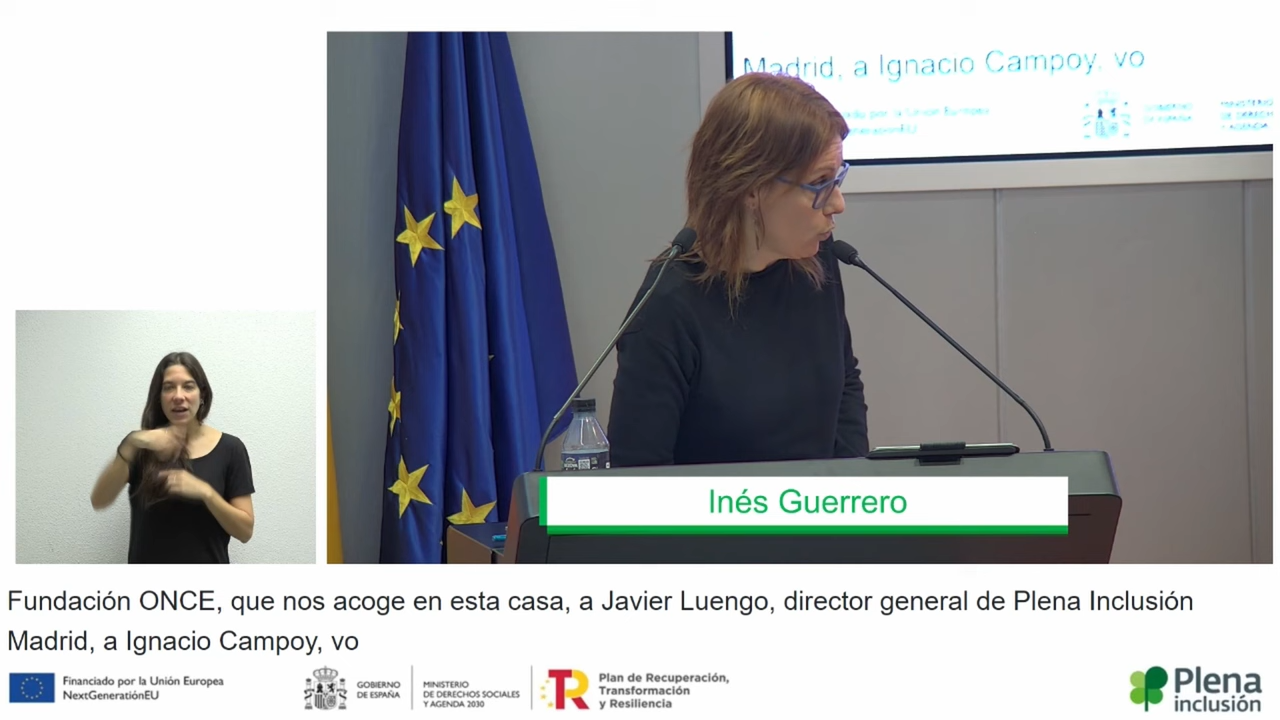 Madrid, a Ignacio Campoy, vo
Inés Guerrero
Fundación ONCE, que nos acoge en esta casa, a Javier Luengo, director general de Plena Inclusión
Madrid, a Ignacio Campoy, vo
Financiado por la Unión Europea
NextGenerationEU
GOBIERNO
DE ESPAÑA
MINISTERIO
DE DERECHOS SOCIALES
Y AGENDA 2030
TR
Plan de Recuperación,
Transformación
y Resiliencia
Plena
inclusión